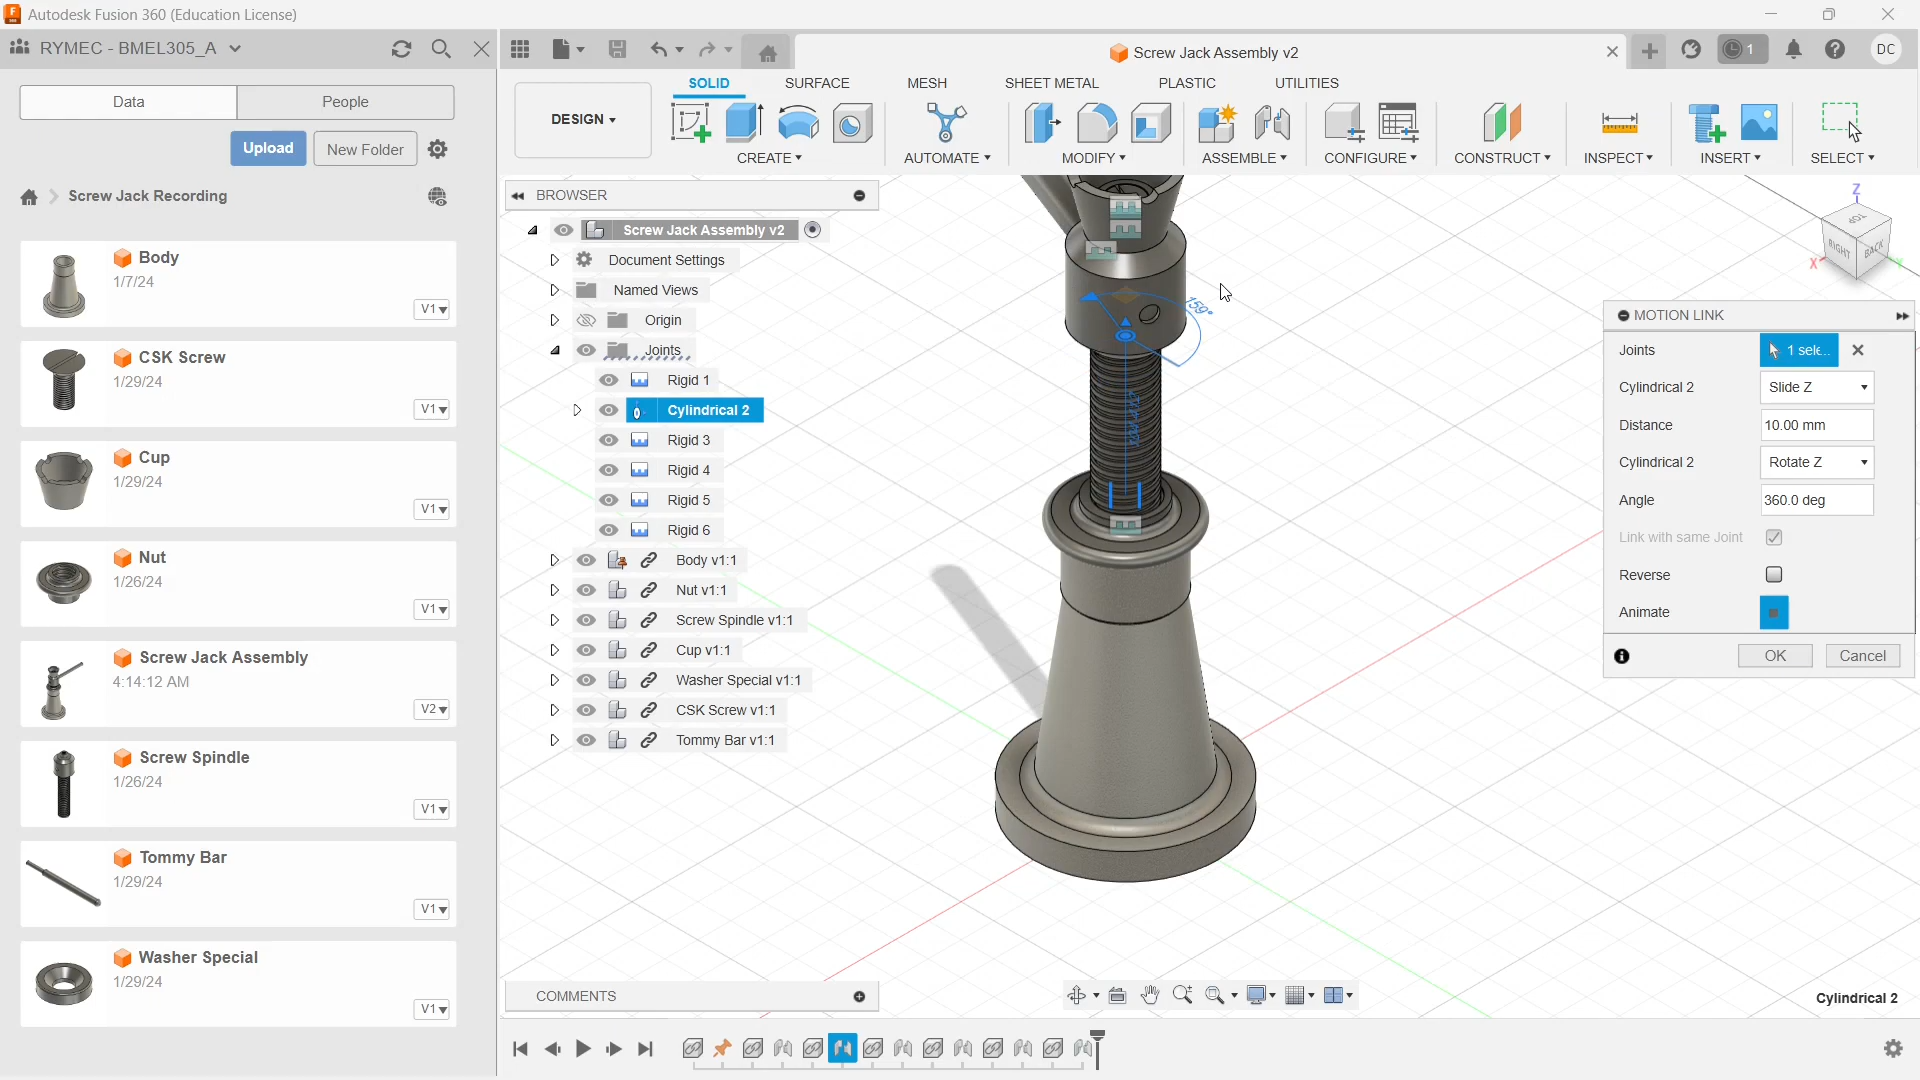 Autodesk Fusion 360 (Education License)
RYMEC - BMEL305_A
Screw Jack Assembly v2
1
DC
Data
People
Upload
New Folder
Screw Jack Recording
Body
1/7/24
V1
CSK Screw
1/29/24
V1
Cup
1/29/24
V1
Nut
1/26/24
V1
Screw Jack Assembly
4:14:12 AM
V2
Screw Spindle
1/26/24
V1
Tommy Bar
1/29/24
V1
Washer Special
1/29/24
V1
DESIGN
SOLID
SURFACE
MESH
SHEET METAL
PLASTIC
UTILITIES
CREATE
AUTOMATE
MODIFY
ASSEMBLE
CONFIGURE
CONSTRUCT
INSPECT
INSERT
SELECT
BROWSER
Screw Jack Assembly v2
Document Settings
Named Views
Origin
Joints
Rigid 1
Cylindrical 2
Rigid 3
Rigid 4
Rigid 5
Rigid 6
Body v1:1
Nut v1:1
Screw Spindle v1:1
Cup v1:1
Washer Special v1:1
CSK Screw v1:1
Tommy Bar v1:1
159°
Z
TOP
RIGHT
BACK
X
MOTION LINK
Joints
1 sele...
Cylindrical 2
Slide Z
Distance
10.00 mm
Cylindrical 2
Rotate Z
Angle
360.0 deg
Link with same Joint
Reverse
Animate
OK
Cancel
COMMENTS
Cylindrical 2